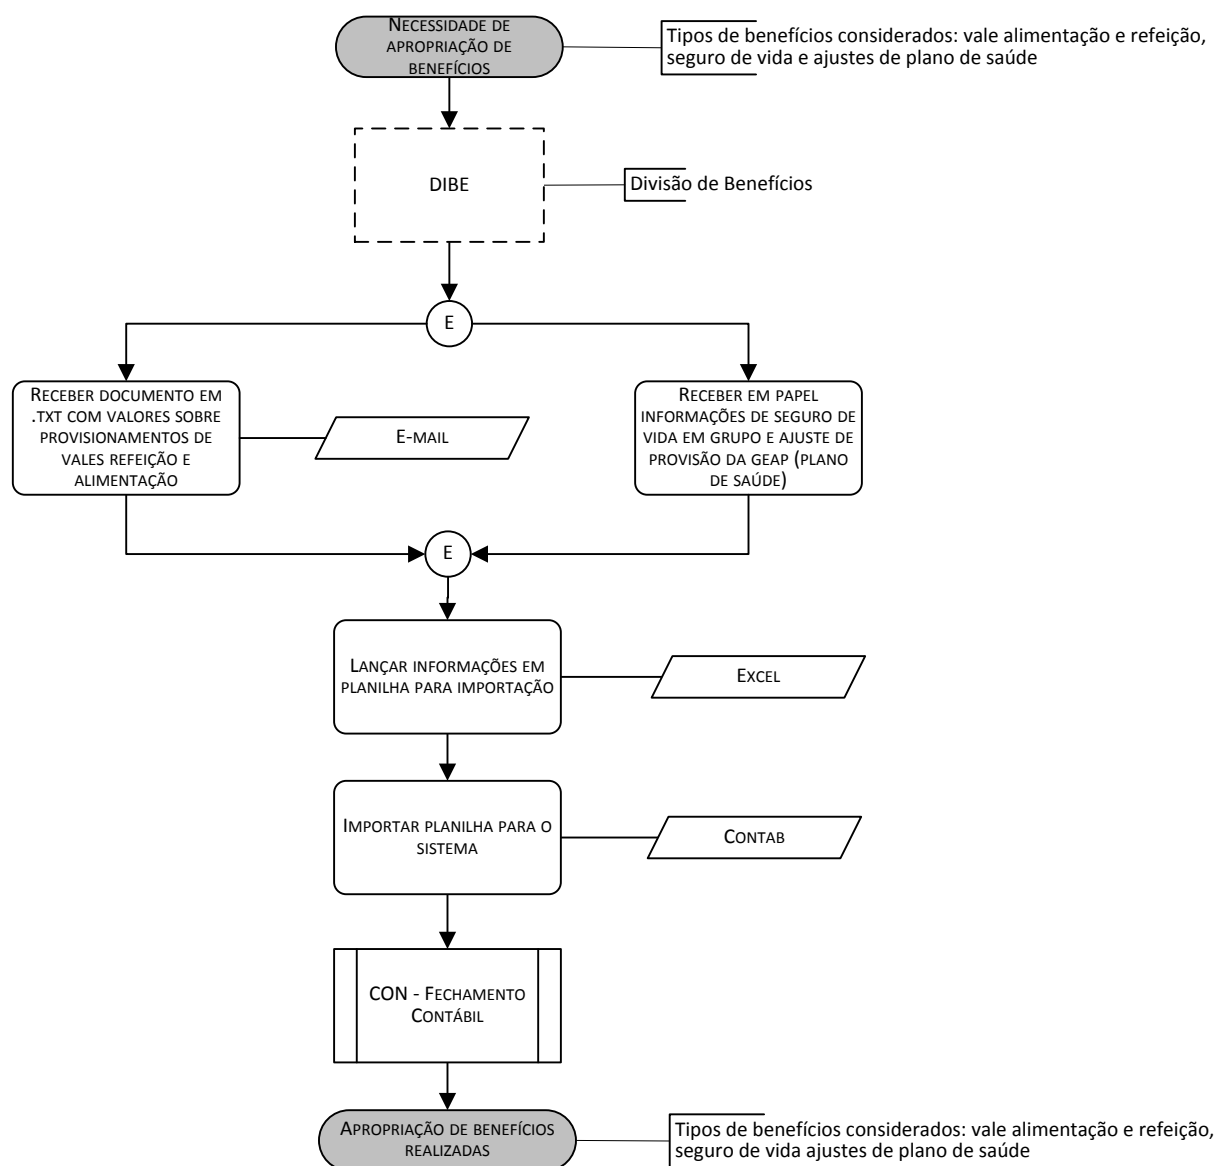 NECESSIDADE DE
APROPRIAÇÃO DE
BENEFÍCIOS
Tipos de benefícios considerados: vale alimentação e refeição,
seguro de vida e ajustes de plano de saúde
DIBE
Divisão de Benefícios
E
RECEBER DOCUMENTO EM
.TXT COM VALORES SOBRE
PROVISIONAMENTOS DE
VALES REFEIÇÃO E
ALIMENTAÇÃO
E-MAIL
RECEBER EM PAPEL
INFORMAÇÕES DE SEGURO DE
VIDA EM GRUPO E AJUSTE DE
PROVISÃO DA GEAP (PLANO
DE SAÚDE)
E
LANÇAR INFORMAÇÕES EM
PLANILHA PARA IMPORTAÇÃO
EXCEL
IMPORTAR PLANILHA PARA O
SISTEMA
CONTAB
CON - FECHAMENTO
CONTÁBIL
APROPRIAÇÃO DE BENEFÍCIOS
REALIZADAS
Tipos de benefícios considerados: vale alimentação e refeição,
seguro de vida ajustes de plano de saúde